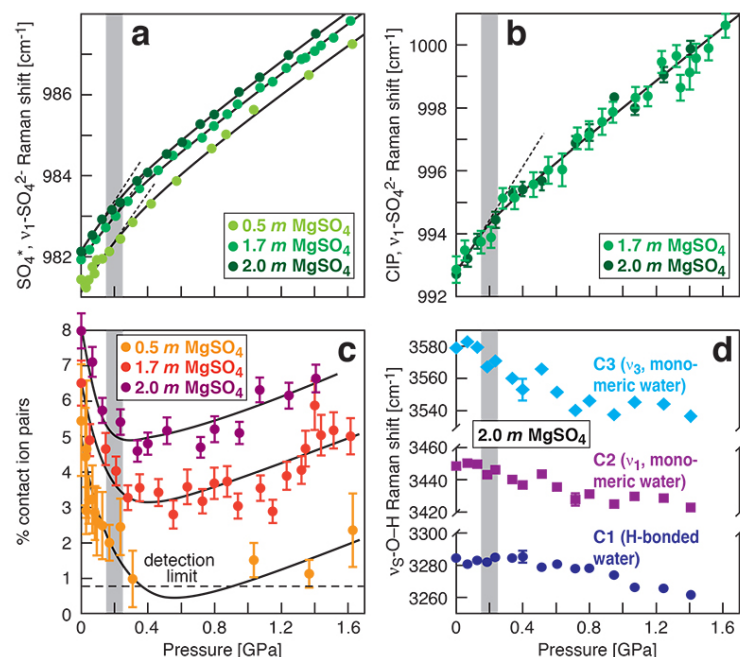 a
SO₄*, ν₁-SO₄²⁻ Raman shift [cm⁻¹]
986
984
982
0.5 m MgSO₄
1.7 m MgSO₄
2.0 m MgSO₄
b
CIP, ν₁-SO₄²⁻ Raman shift [cm⁻¹]
1000
998
996
994
992
1.7 m MgSO₄
2.0 m MgSO₄
c
% contact ion pairs
8
7
6
5
4
3
2
1
0
0.5 m MgSO₄
1.7 m MgSO₄
2.0 m MgSO₄
detection
limit
0
0.4
0.8
1.2
1.6
Pressure [GPa]
d
νS-O–H Raman shift [cm⁻¹]
3580
3560
3540
3460
3440
3420
3300
3280
3260
C3 (ν₃, mono-
meric water)
2.0 m MgSO₄
C2 (ν₁, mono-
meric water)
C1 (H-bonded
water)
0
0.4
0.8
1.2
1.6
Pressure [GPa]